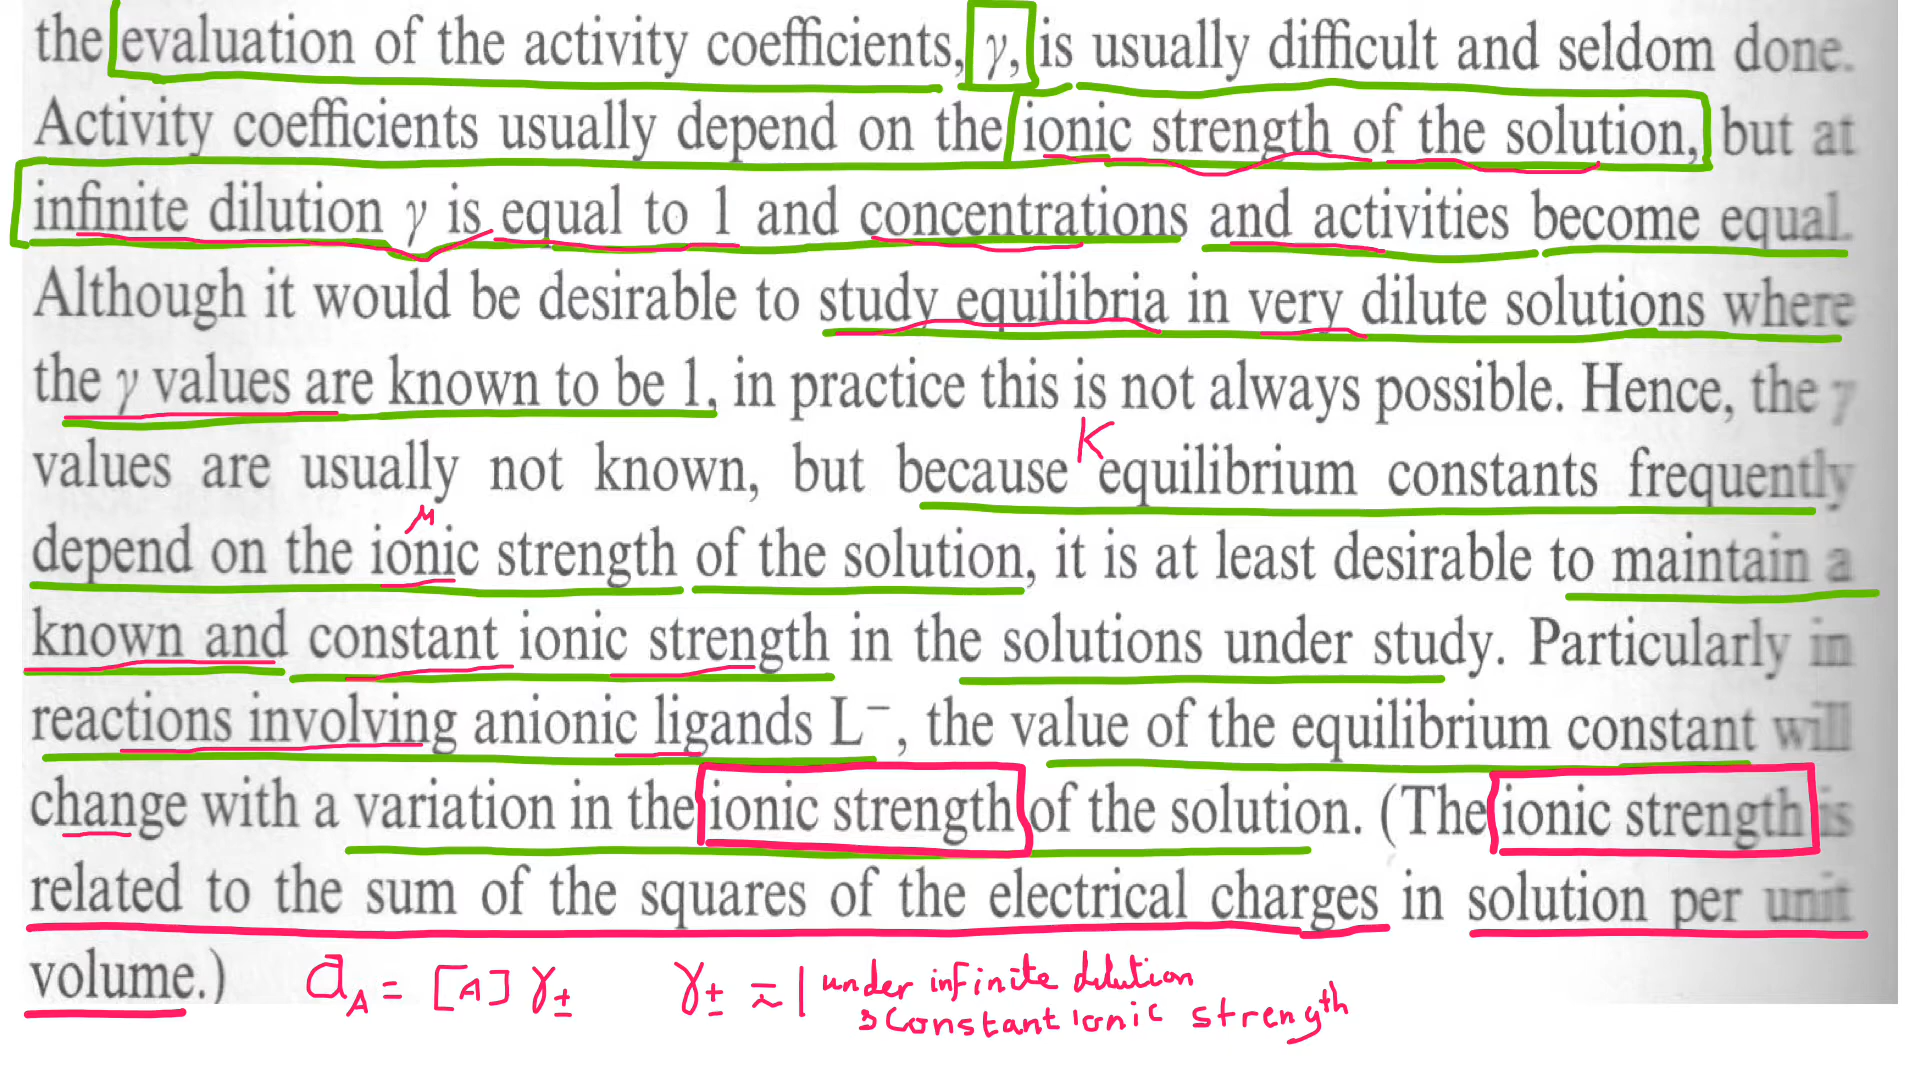 the evaluation of the activity coefficients, γ, is usually difficult and seldom done.
Activity coefficients usually depend on the ionic strength of the solution, but at
infinite dilution γ is equal to 1 and concentrations and activities become equal.
Although it would be desirable to study equilibria in very dilute solutions where
the γ values are known to be 1, in practice this is not always possible. Hence, the γ
K
values are usually not known, but because equilibrium constants frequently
μ
depend on the ionic strength of the solution, it is at least desirable to maintain a
known and constant ionic strength in the solutions under study. Particularly in
reactions involving anionic ligands L⁻, the value of the equilibrium constant will
change with a variation in the ionic strength of the solution. (The ionic strength is
related to the sum of the squares of the electrical charges in solution per unit
volume.) a_A = [A] γ± γ± ≈ 1 under infinite dilution
constant ionic strength